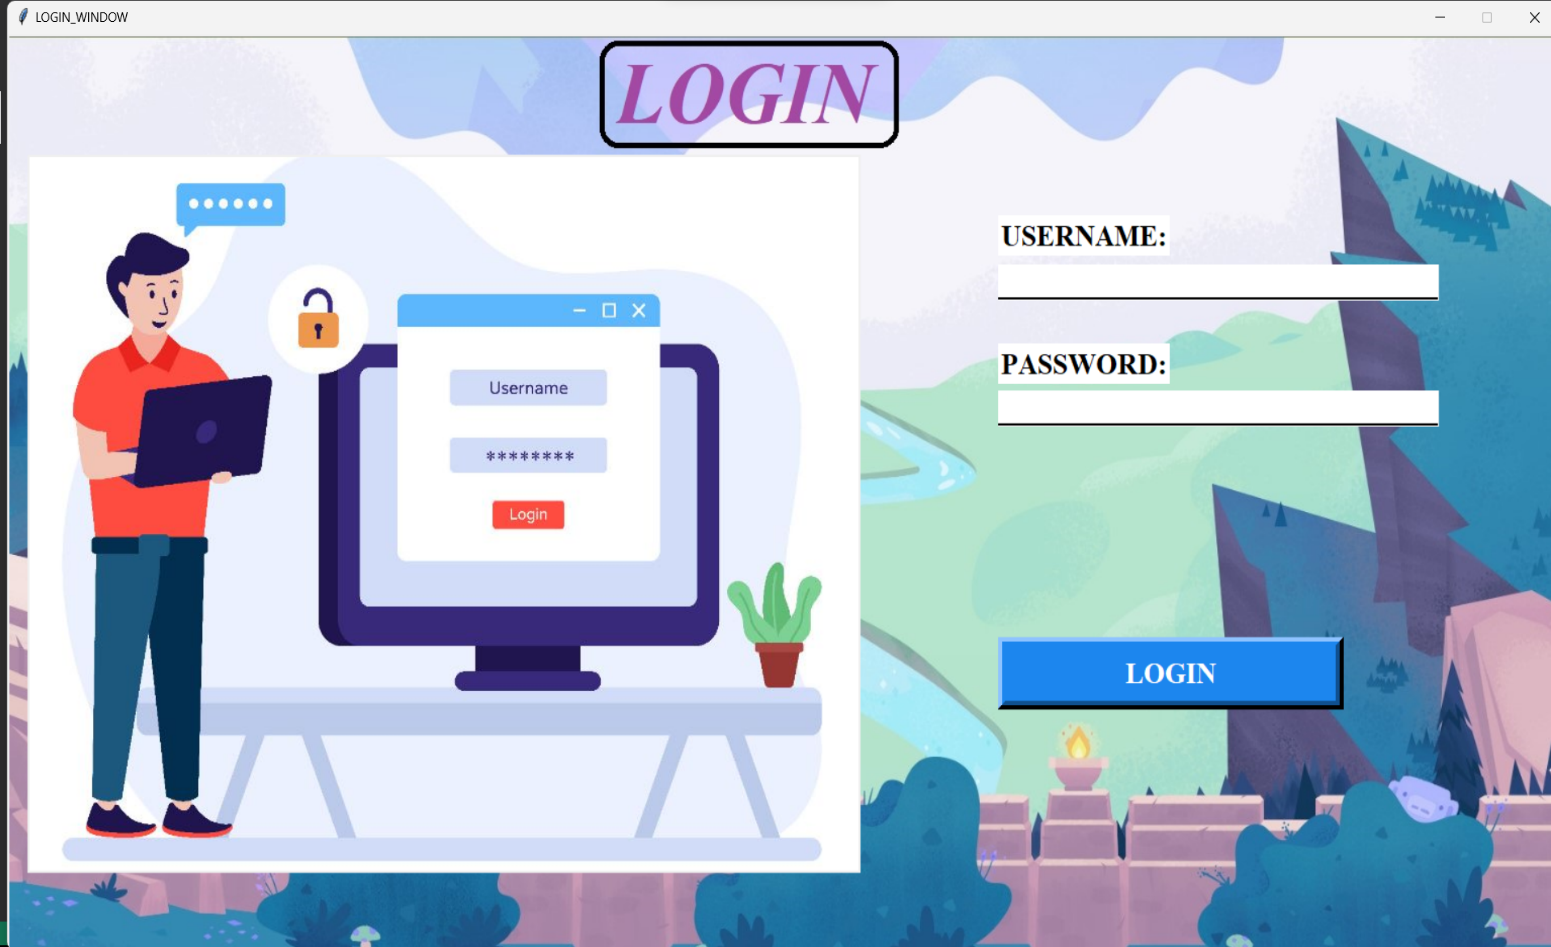 LOGIN_WINDOW
LOGIN
USERNAME:
Username
PASSWORD:
********
Login
LOGIN